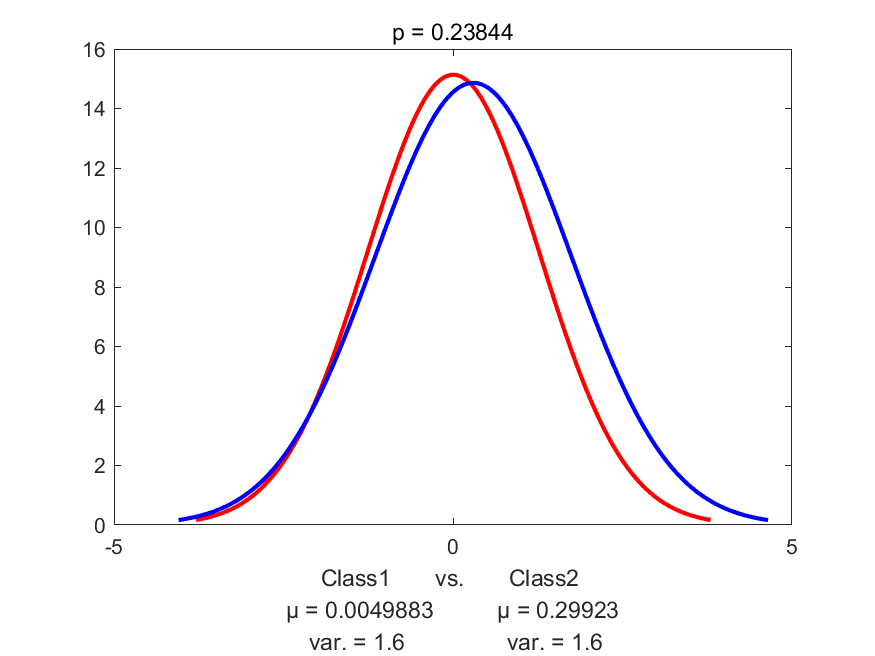 p = 0.23844
16
14
12
10
8
6
4
2
0
-5 0 5
Class1 vs. Class2
μ = 0.0049883 μ = 0.29923
var. = 1.6 var. = 1.6